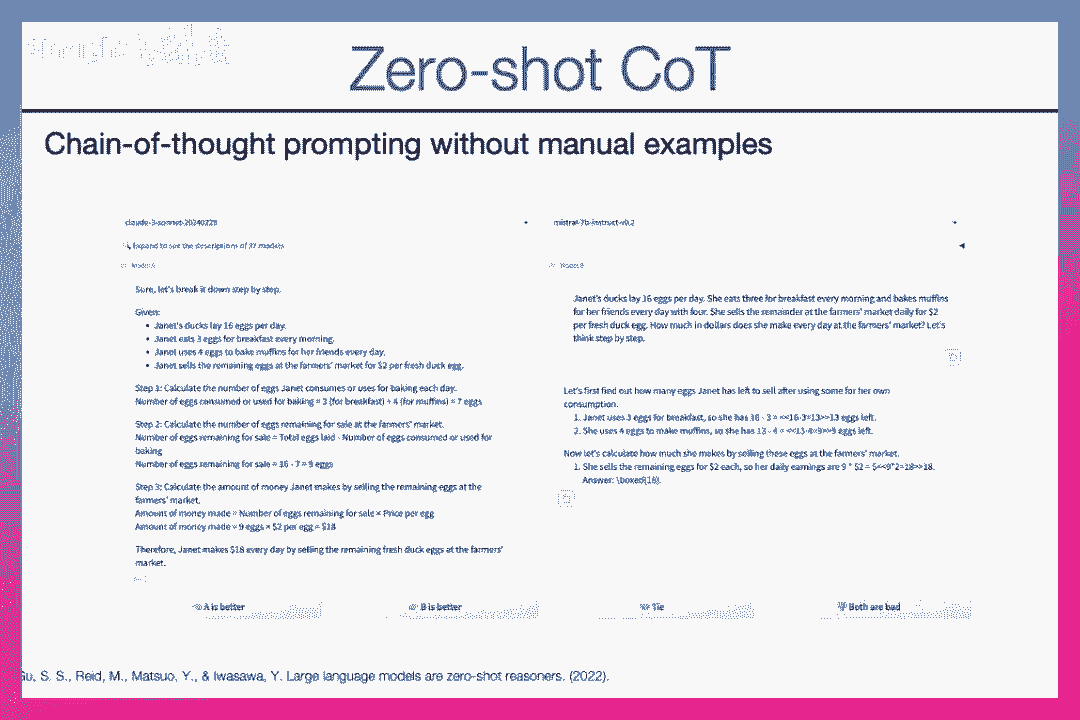 Zero-shot CoT
Chain-of-thought prompting without manual examples
claude-3-sonnet-20240229
mistral-7b-instruct-v0.2
Expand to see the descriptions of 37 models
Model A
Model B
Sure, let's break it down step by step.
Given:
• Janet's ducks lay 16 eggs per day.
• Janet eats 3 eggs for breakfast every morning.
• Janet uses 4 eggs to bake muffins for her friends every day.
• Janet sells the remaining eggs at the farmers' market for $2 per fresh duck egg.
Step 1: Calculate the number of eggs Janet consumes or uses for baking each day.
Number of eggs consumed or used for baking = 3 (for breakfast) + 4 (for muffins) = 7 eggs
Step 2: Calculate the number of eggs remaining for sale at the farmers' market.
Number of eggs remaining for sale = Total eggs laid - Number of eggs consumed or used for
baking
Number of eggs remaining for sale = 16 - 7 = 9 eggs
Step 3: Calculate the amount of money Janet makes by selling the remaining eggs at the
farmers' market.
Amount of money made = Number of eggs remaining for sale × Price per egg
Amount of money made = 9 eggs × $2 per egg = $18
Therefore, Janet makes $18 every day by selling the remaining fresh duck eggs at the farmers'
market.
Janet's ducks lay 16 eggs per day. She eats three for breakfast every morning and bakes muffins
for her friends every day with four. She sells the remainder at the farmers' market daily for $2
per fresh duck egg. How much in dollars does she make every day at the farmers' market? Let's
think step by step.
Let's first find out how many eggs Janet has left to sell after using some for her own
consumption.
1. Janet uses 3 eggs for breakfast, so she has 16 - 3 = <<16-3=13>>13 eggs left.
2. She uses 4 eggs to make muffins, so she has 13 - 4 = <<13-4=9>>9 eggs left.
Now let's calculate how much she makes by selling these eggs at the farmers' market.
1. She sells the remaining eggs for $2 each, so her daily earnings are 9 * $2 = $<<9*2=18>>18.
Answer: \boxed{18}.
A is better
B is better
Tie
Both are bad
S. S., Reid, M., Matsuo, Y., & Iwasawa, Y. Large language models are zero-shot reasoners. (2022).